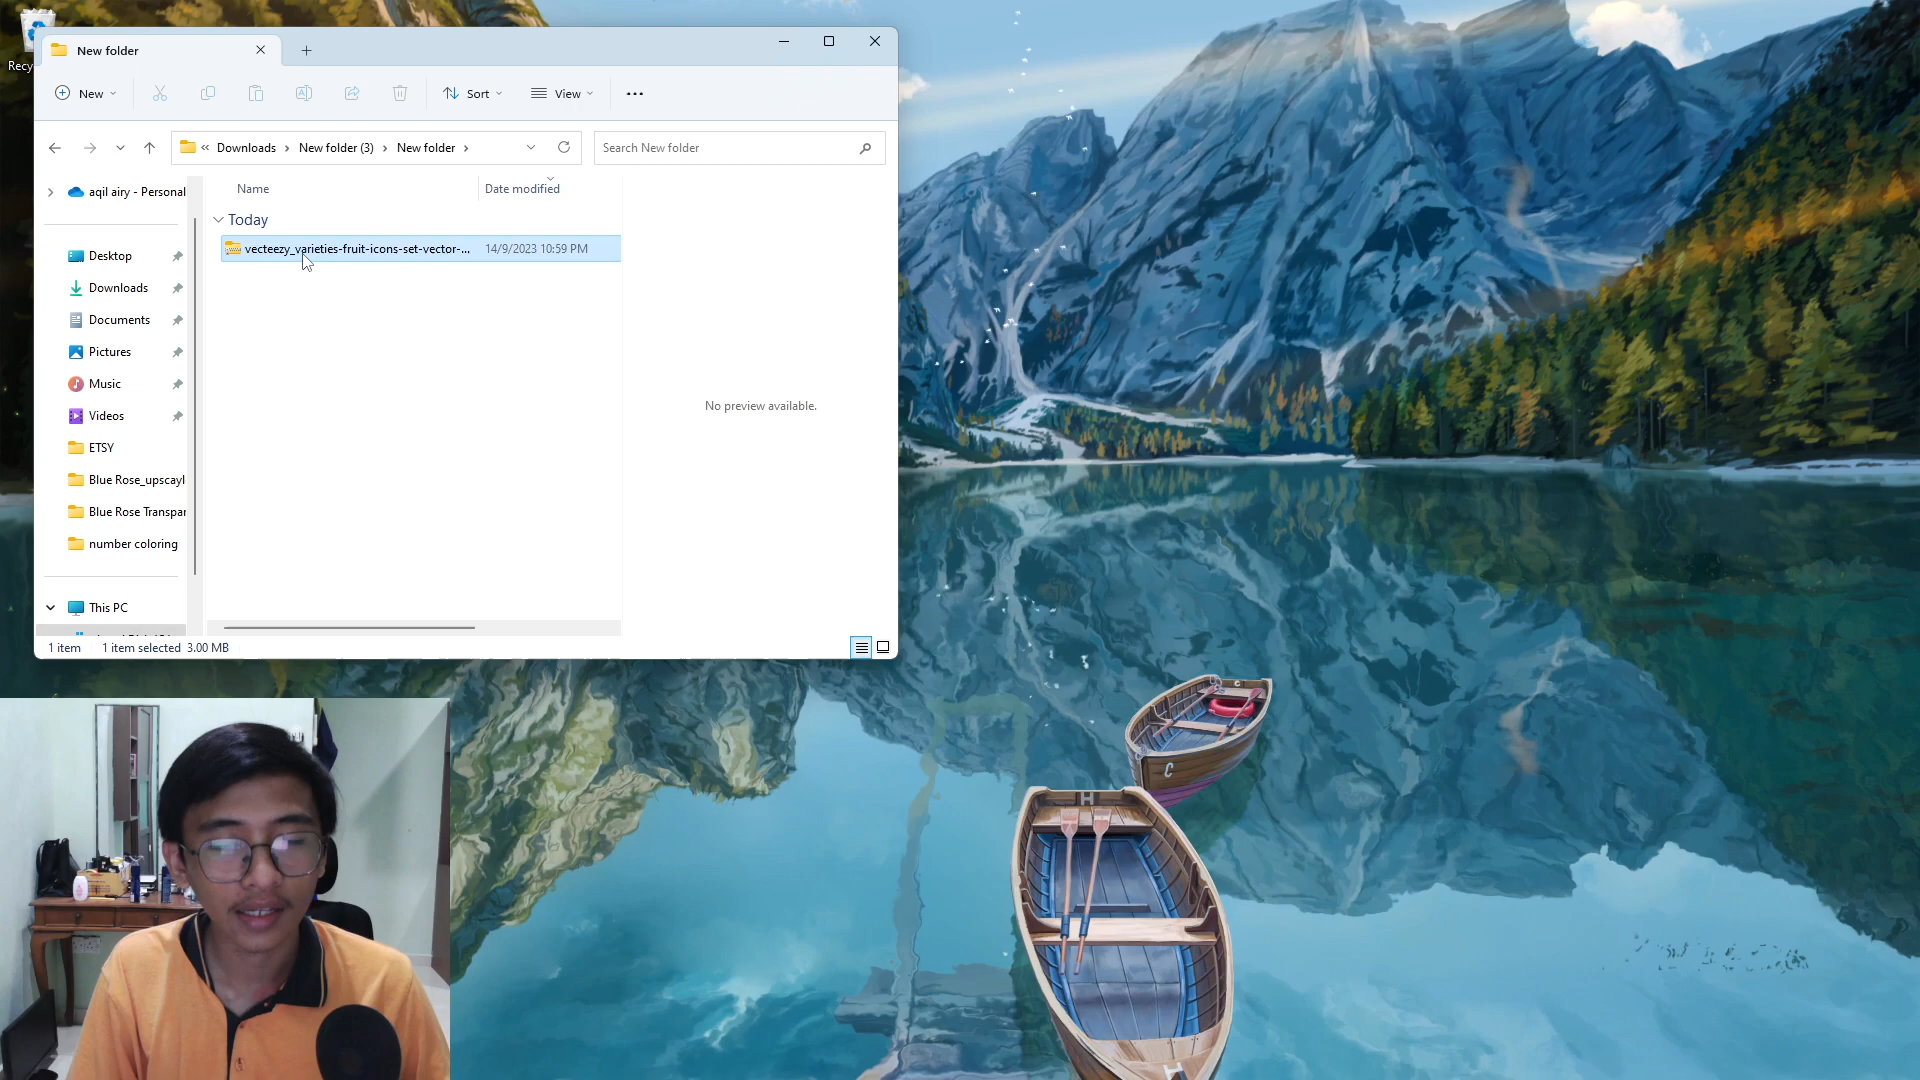 Recy
New folder
New
Sort
View
Downloads
New folder (3)
New folder
Search New folder
aqil airy - Personal
Name
Date modified
Today
vecteezy_varieties-fruit-icons-set-vector-...
14/9/2023 10:59 PM
Desktop
Downloads
Documents
Pictures
Music
Videos
ETSY
Blue Rose_upscayl
Blue Rose Transpar
number coloring
This PC
No preview available.
1 item
1 item selected 3.00 MB
C
C
H
H